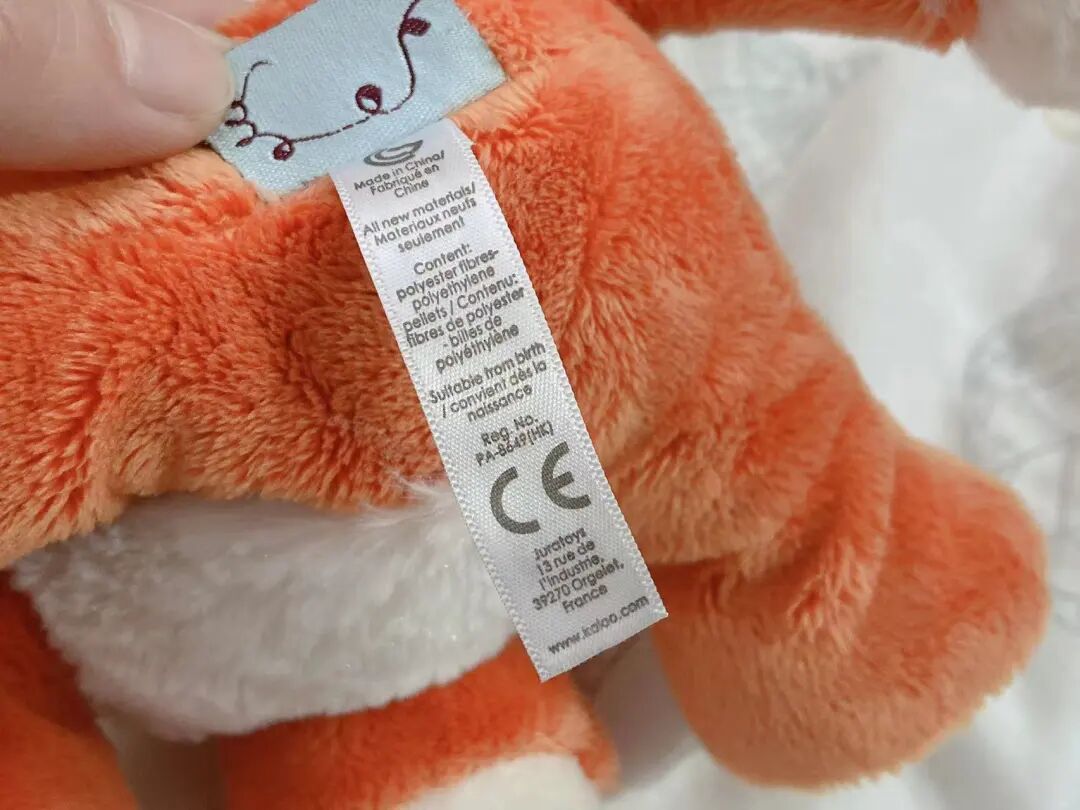 Made in China/
Fabriqué en
Chine
All new materials/
Materiaux neufs
seulement
Content:
polyester fibres-
polyethylene
pellets / Contenu:
fibres de polyester
- billes de
polyéthylène
Suitable from birth
/ convient dès la
naissance
Reg. No.
PA-8649(HK)
CE
Juratoys
13 rue de
l'industrie,
39270 Orgelet,
France
www.kaloo.com